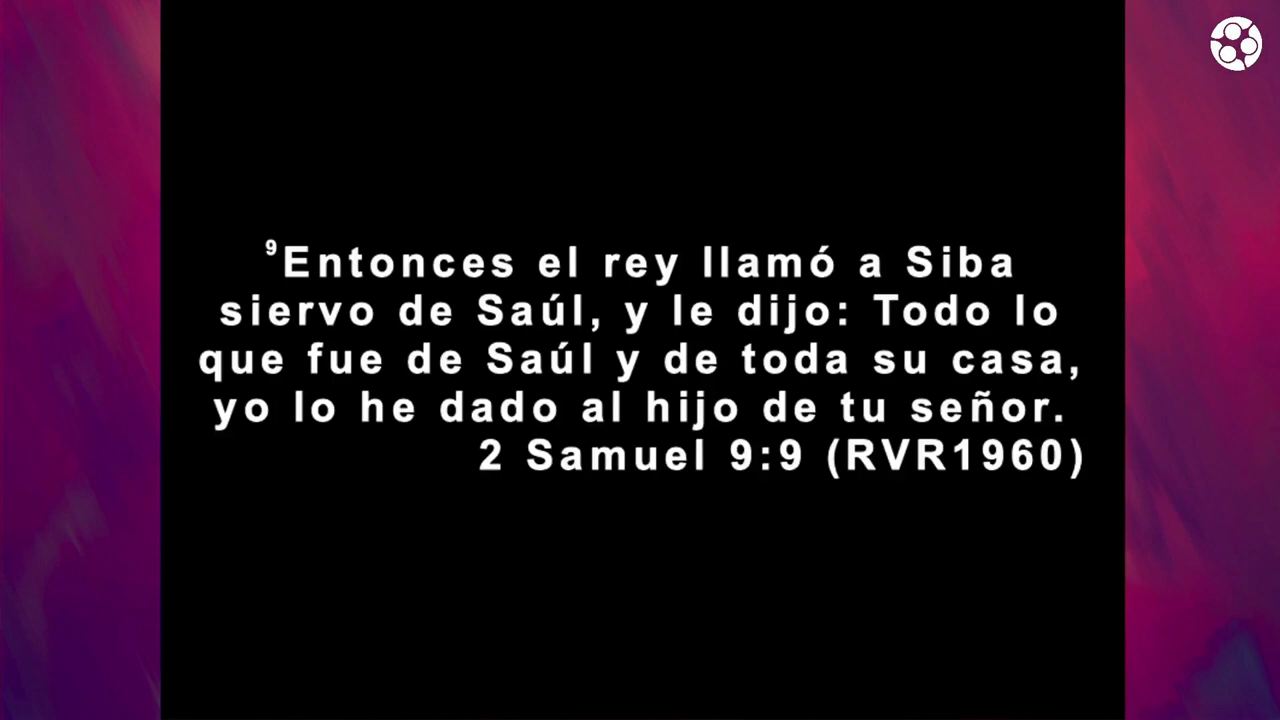 ⁹Entonces el rey llamó a Siba
siervo de Saúl, y le dijo: Todo lo
que fue de Saúl y de toda su casa,
yo lo he dado al hijo de tu señor.
2 Samuel 9:9 (RVR1960)